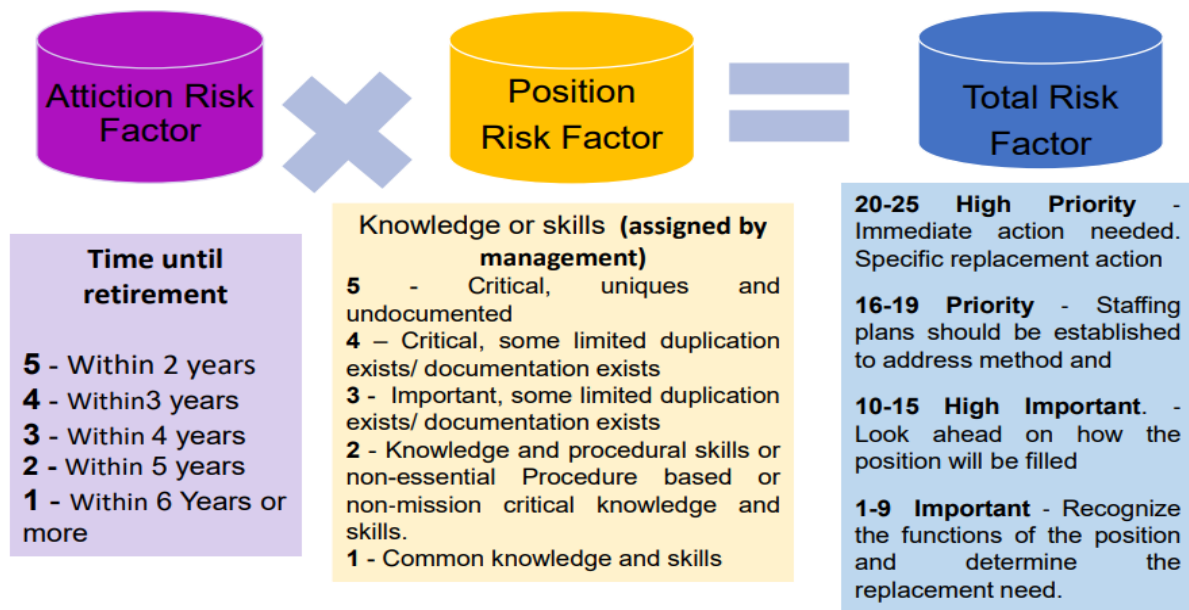 Attiction Risk
Factor
Position
Risk Factor
Total Risk
Factor
Time until
retirement
5 - Within 2 years
4 - Within3 years
3 - Within 4 years
2 - Within 5 years
1 - Within 6 Years or
more
Knowledge or skills (assigned by
management)
5 - Critical, uniques and
undocumented
4 – Critical, some limited duplication
exists/ documentation exists
3 - Important, some limited duplication
exists/ documentation exists
2 - Knowledge and procedural skills or
non-essential Procedure based or
non-mission critical knowledge and
skills.
1 - Common knowledge and skills
20-25 High Priority -
Immediate action needed.
Specific replacement action
16-19 Priority - Staffing
plans should be established
to address method and
10-15 High Important. -
Look ahead on how the
position will be filled
1-9 Important - Recognize
the functions of the position
and determine the
replacement need.